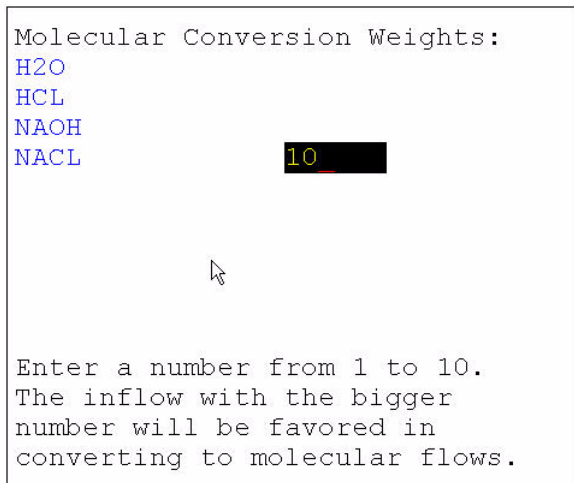 Molecular Conversion Weights:
H2O
HCL
NAOH
NACL 10_
Enter a number from 1 to 10.
The inflow with the bigger
number will be favored in
converting to molecular flows.